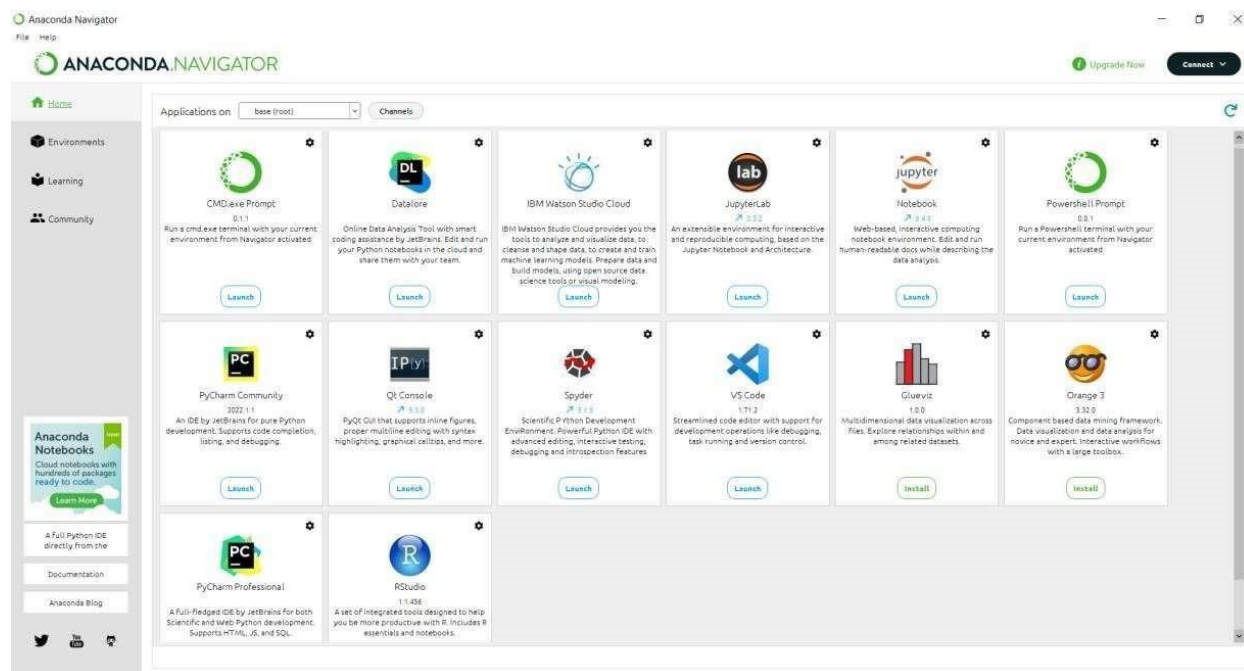 Anaconda Navigator
File Help
ANACONDA.NAVIGATOR
Upgrade Now
Connect
Home
Environments
Learning
Community
Applications on base (root) Channels
CMD.exe Prompt
0.1.1
Run a cmd.exe terminal with your current
environment from Navigator activated
Launch
DL
Datalore
Online Data Analysis Tool with smart
coding assistance by JetBrains. Edit and run
your Python notebooks in the cloud and
share them with your team.
Launch
IBM Watson Studio Cloud
IBM Watson Studio Cloud provides you the
tools to analyze and visualize data, to
cleanse and shape data, to create and train
machine learning models. Prepare data and
build models, using open source data
science tools or visual modeling.
Launch
lab
JupyterLab
An extensible environment for interactive
and reproducible computing, based on the
Jupyter Notebook and Architecture.
Launch
jupyter
Notebook
Web-based, interactive computing
notebook environment. Edit and run
human-readable docs while describing the
data analysis.
Launch
Powershell Prompt
0.0.1
Run a Powershell terminal with your
current environment from Navigator
activated
Launch
PC
PyCharm Community
2022.1.1
An IDE by JetBrains for pure Python
development. Supports code completion,
listing, and debugging.
Launch
IP[y]:
Qt Console
PyQt GUI that supports inline figures,
proper multiline editing with syntax
highlighting, graphical calltips, and more.
Launch
Spyder
Scientific PYthon Development
EnviRonment. Powerful Python IDE with
advanced editing, interactive testing,
debugging and introspection features
Launch
VS Code
1.71.2
Streamlined code editor with support for
development operations like debugging,
task running and version control.
Launch
Glueviz
1.0.0
Multidimensional data visualization across
files. Explore relationships within and
among related datasets.
Install
Orange 3
3.32.0
Component based data mining framework.
Data visualization and data analysis for
novice and expert. Interactive workflows
with a large toolbox.
Install
PC
PyCharm Professional
A full-fledged IDE by JetBrains for both
Scientific and Web Python development.
Supports HTML, JS, and SQL.
R
RStudio
1.1.456
A set of integrated tools designed to help
you be more productive with R. Includes R
essentials and notebooks.
Anaconda
Notebooks
Cloud notebooks with
hundreds of packages
ready to code.
Learn More
A full Python IDE
directly from the
Documentation
Anaconda Blog
You
Tube